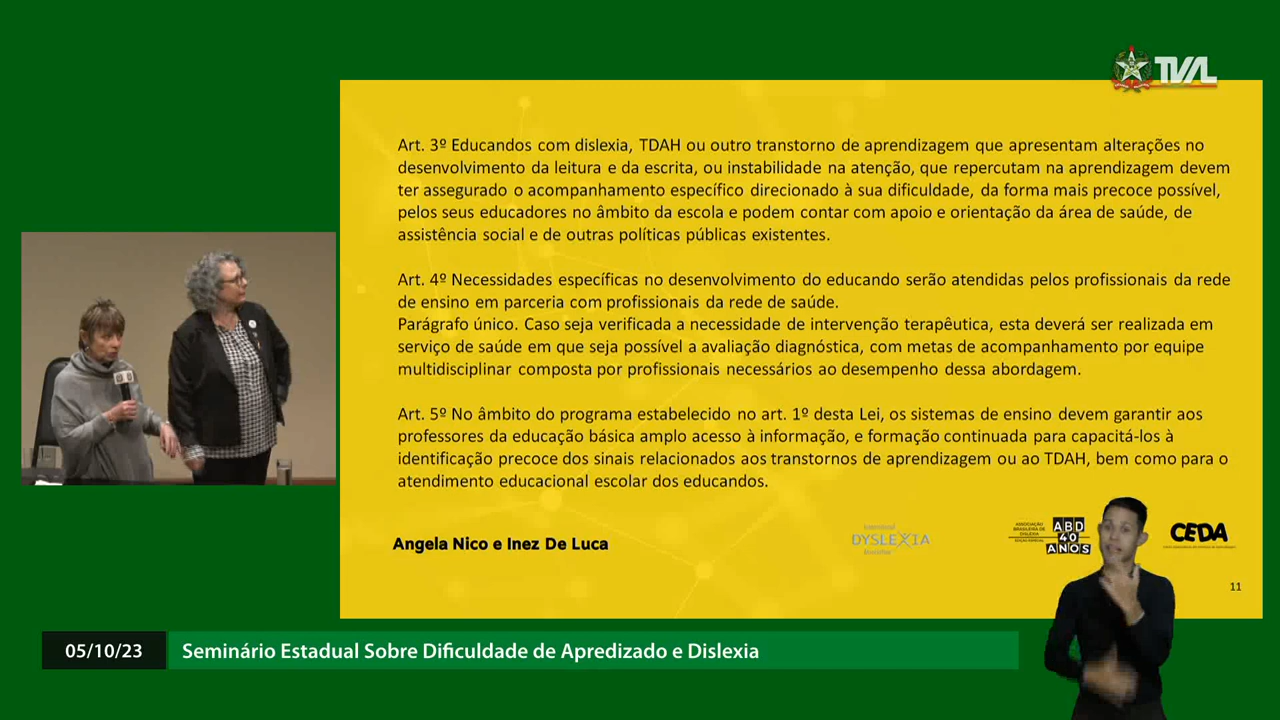 TVAL
Art. 3º Educandos com dislexia, TDAH ou outro transtorno de aprendizagem que apresentam alterações no
desenvolvimento da leitura e da escrita, ou instabilidade na atenção, que repercutam na aprendizagem devem
ter assegurado o acompanhamento específico direcionado à sua dificuldade, da forma mais precoce possível,
pelos seus educadores no âmbito da escola e podem contar com apoio e orientação da área de saúde, de
assistência social e de outras políticas públicas existentes.
Art. 4º Necessidades específicas no desenvolvimento do educando serão atendidas pelos profissionais da rede
de ensino em parceria com profissionais da rede de saúde.
Parágrafo único. Caso seja verificada a necessidade de intervenção terapêutica, esta deverá ser realizada em
serviço de saúde em que seja possível a avaliação diagnóstica, com metas de acompanhamento por equipe
multidisciplinar composta por profissionais necessários ao desempenho dessa abordagem.
Art. 5º No âmbito do programa estabelecido no art. 1º desta Lei, os sistemas de ensino devem garantir aos
professores da educação básica amplo acesso à informação, e formação continuada para capacitá-los à
identificação precoce dos sinais relacionados aos transtornos de aprendizagem ou ao TDAH, bem como para o
atendimento educacional escolar dos educandos.
Angela Nico e Inez De Luca
DYSLEXIA
ASSOCIAÇÃO
BRASILEIRA DE
DISLEXIA
ABD
40
ANOS
CEDA
11
05/10/23
Seminário Estadual Sobre Dificuldade de Apredizado e Dislexia